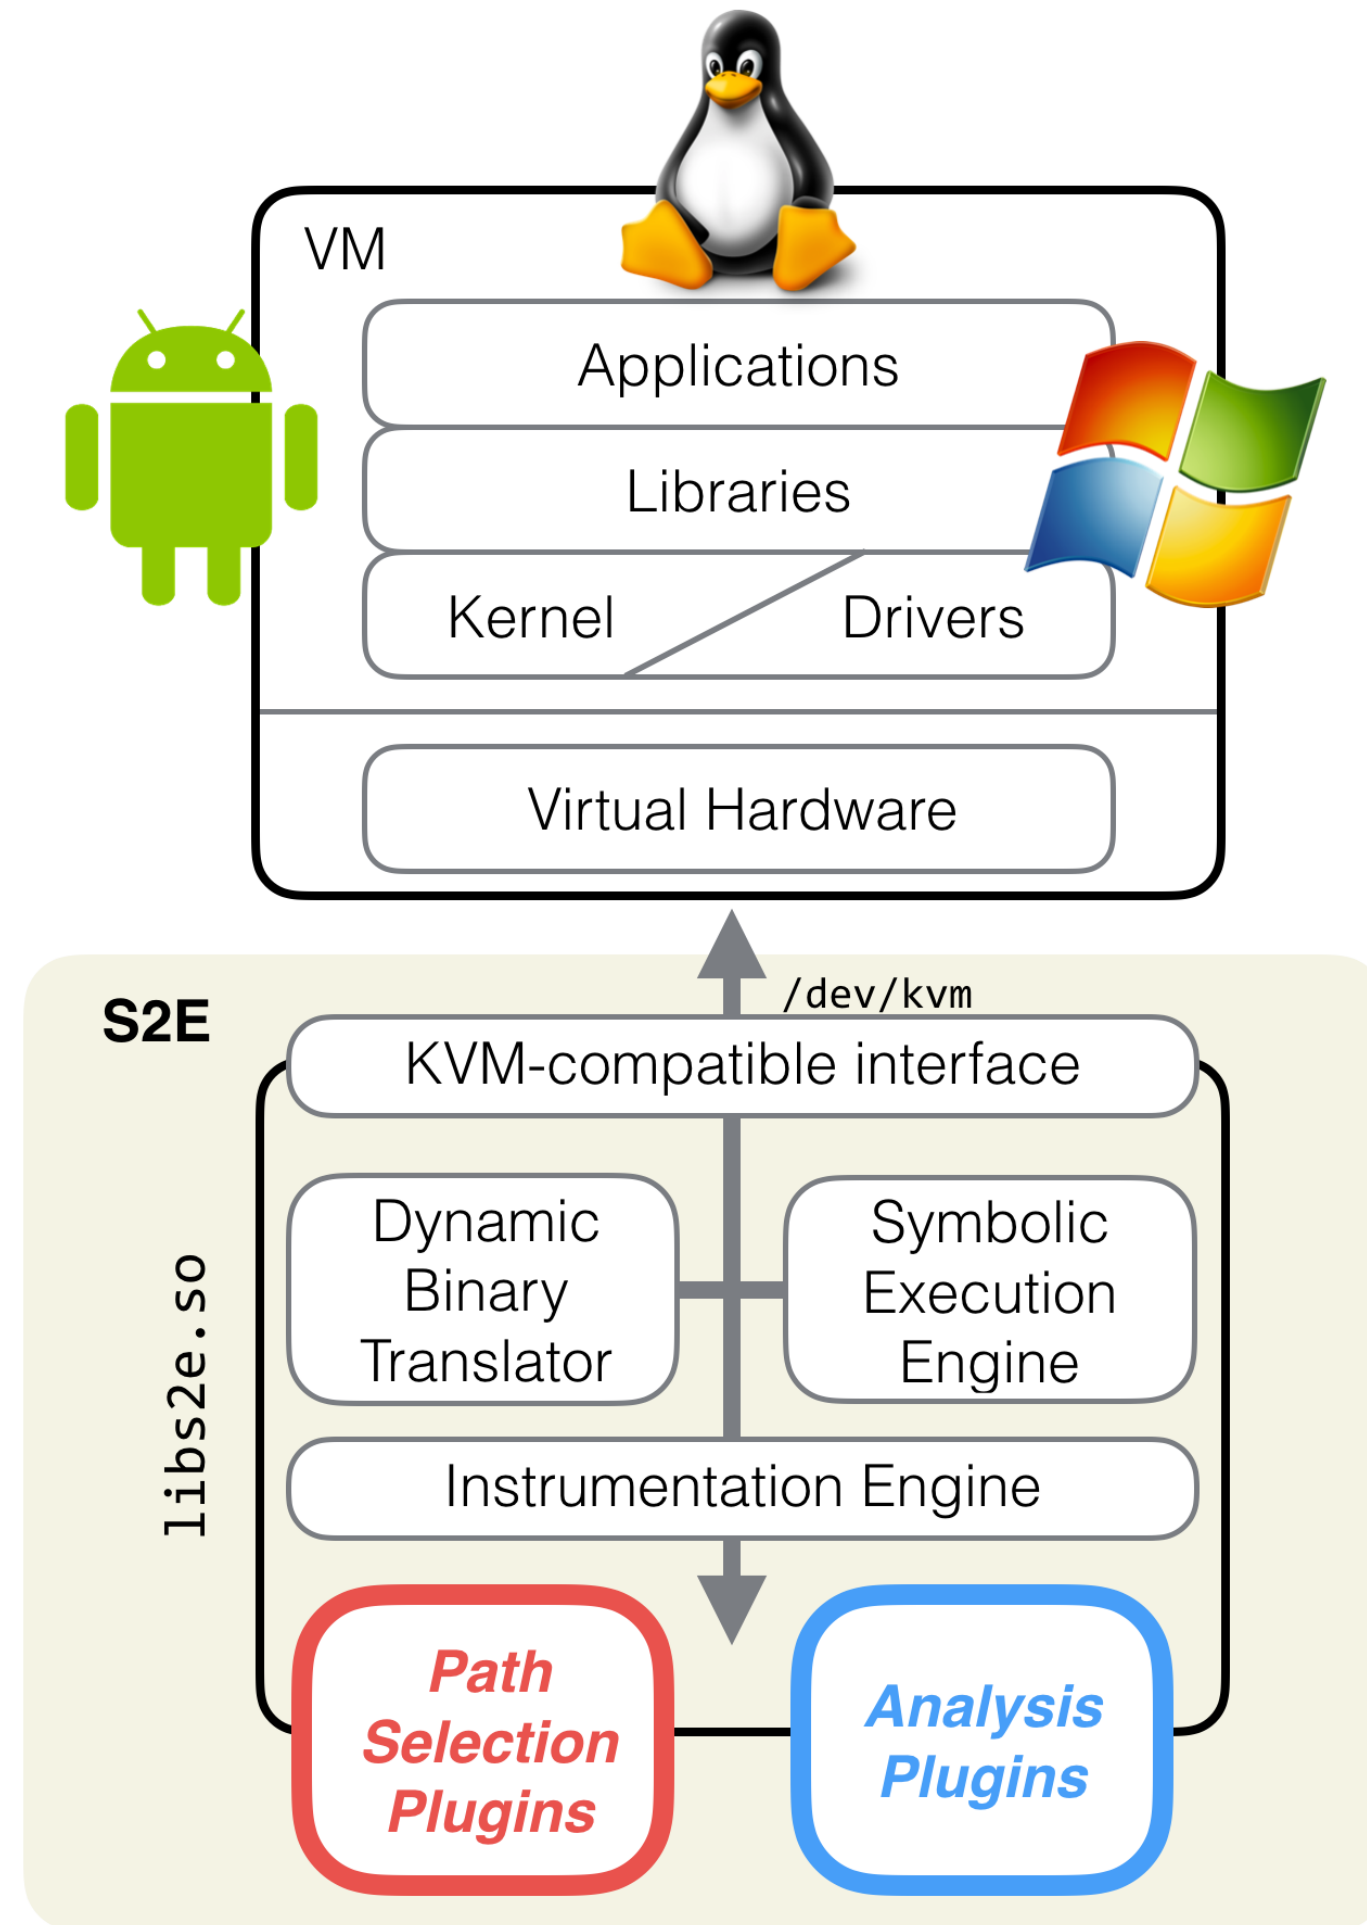 VM
Applications
Libraries
Kernel
Drivers
Virtual Hardware
/dev/kvm
S2E
KVM-compatible interface
libs2e.so
Dynamic
Binary
Translator
Symbolic
Execution
Engine
Instrumentation Engine
Path
Selection
Plugins
Analysis
Plugins